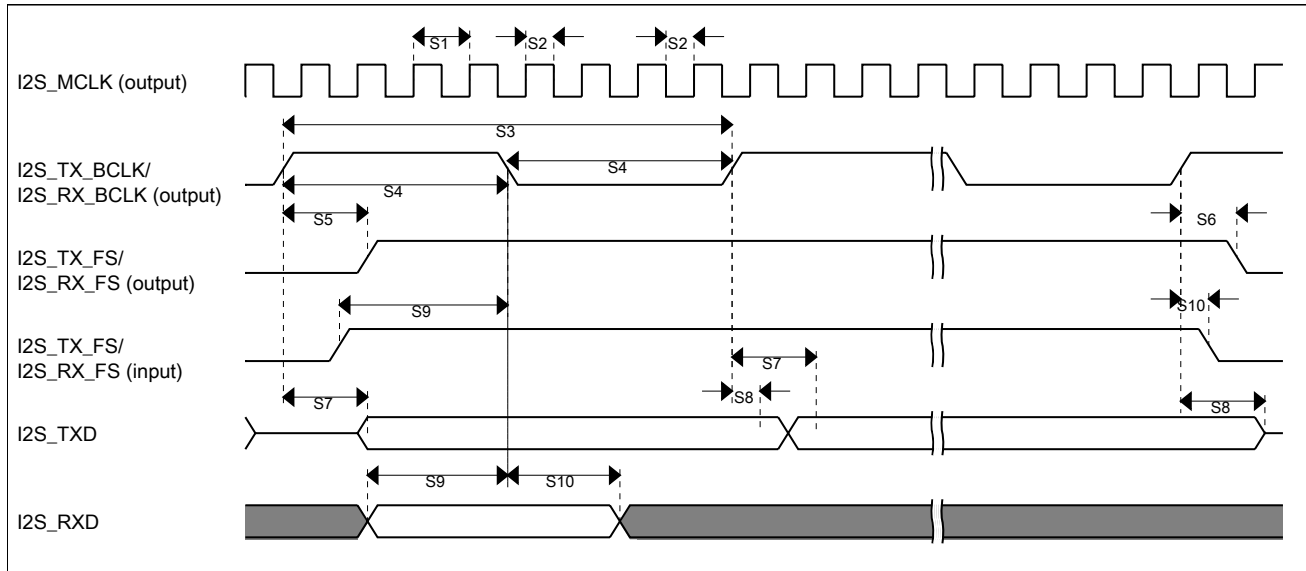 S1
S2
S2
I2S_MCLK (output)
S3
I2S_TX_BCLK/
I2S_RX_BCLK (output)
S4
S4
S5
S6
I2S_TX_FS/
I2S_RX_FS (output)
S9
S10
I2S_TX_FS/
I2S_RX_FS (input)
S7
S7
S8
S8
I2S_TXD
S9
S10
I2S_RXD